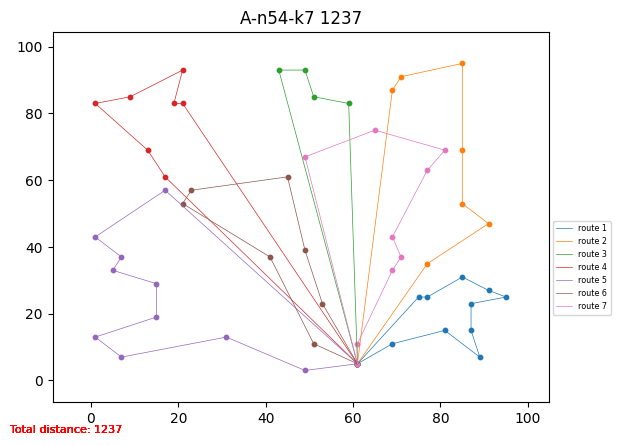 A-n54-k7 1237
100
80
60
40
20
0
0 20 40 60 80 100
route 1
route 2
route 3
route 4
route 5
route 6
route 7
Total distance: 1237